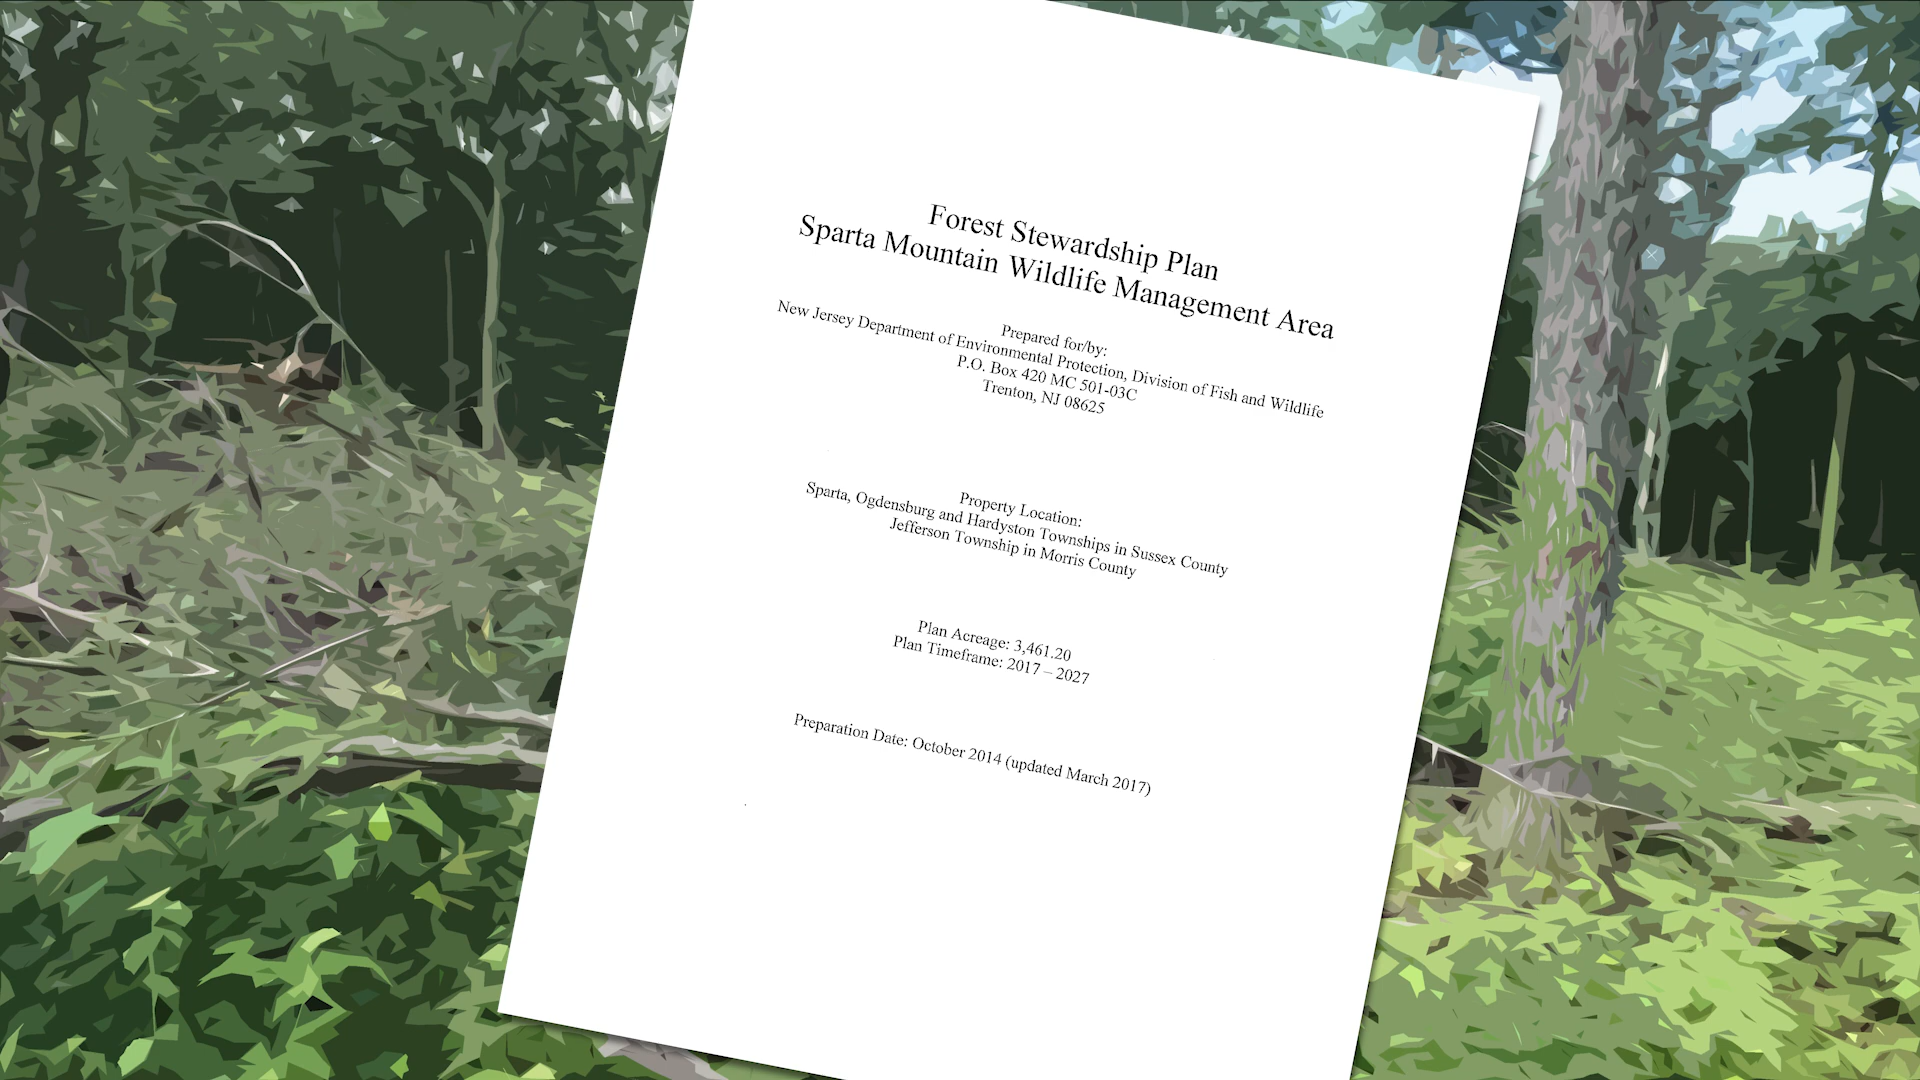 Forest Stewardship Plan
Sparta Mountain Wildlife Management Area
Prepared for/by:
New Jersey Department of Environmental Protection, Division of Fish and Wildlife
P.O. Box 420 MC 501-03C
Trenton, NJ 08625
Property Location:
Sparta, Ogdensburg and Hardyston Townships in Sussex County
Jefferson Township in Morris County
Plan Acreage: 3,461.20
Plan Timeframe: 2017 – 2027
Preparation Date: October 2014 (updated March 2017)